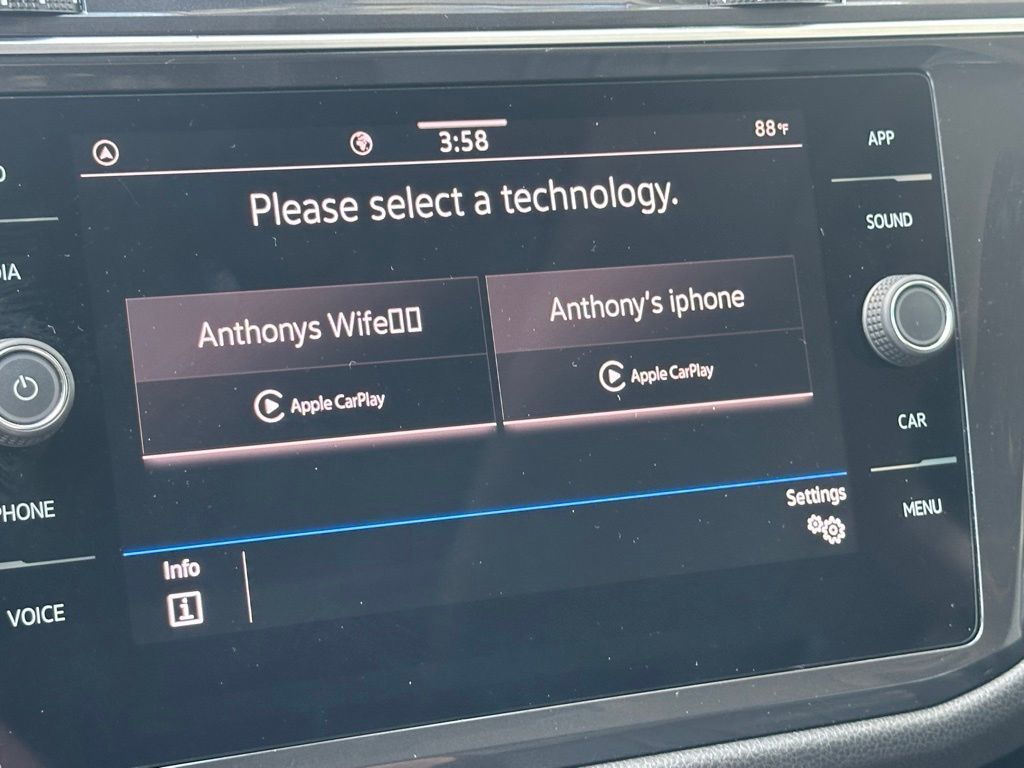 3:58
88°F
APP
Please select a technology.
SOUND
Anthonys Wife▯▯
Anthony's iphone
Apple CarPlay
Apple CarPlay
CAR
Settings
MENU
PHONE
Info
VOICE